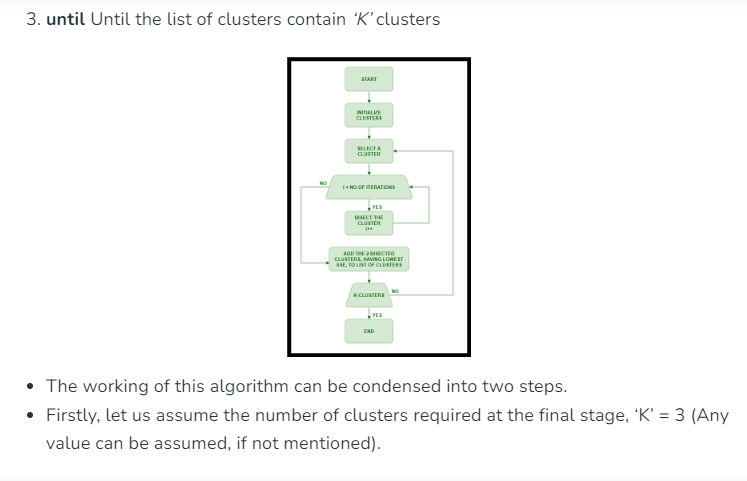 3. until Until the list of clusters contain ‘K’ clusters
START
INITIALIZE
CLUSTERS
SELECT A
CLUSTER
NO
i < NO OF ITERATIONS
YES
BISECT THE
CLUSTER
i++
ADD THE 2 BISECTED
CLUSTERS, HAVING LOWEST
SSE, TO LIST OF CLUSTERS
K-CLUSTERS
NO
YES
END
• The working of this algorithm can be condensed into two steps.
• Firstly, let us assume the number of clusters required at the final stage, ‘K’ = 3 (Any
value can be assumed, if not mentioned).